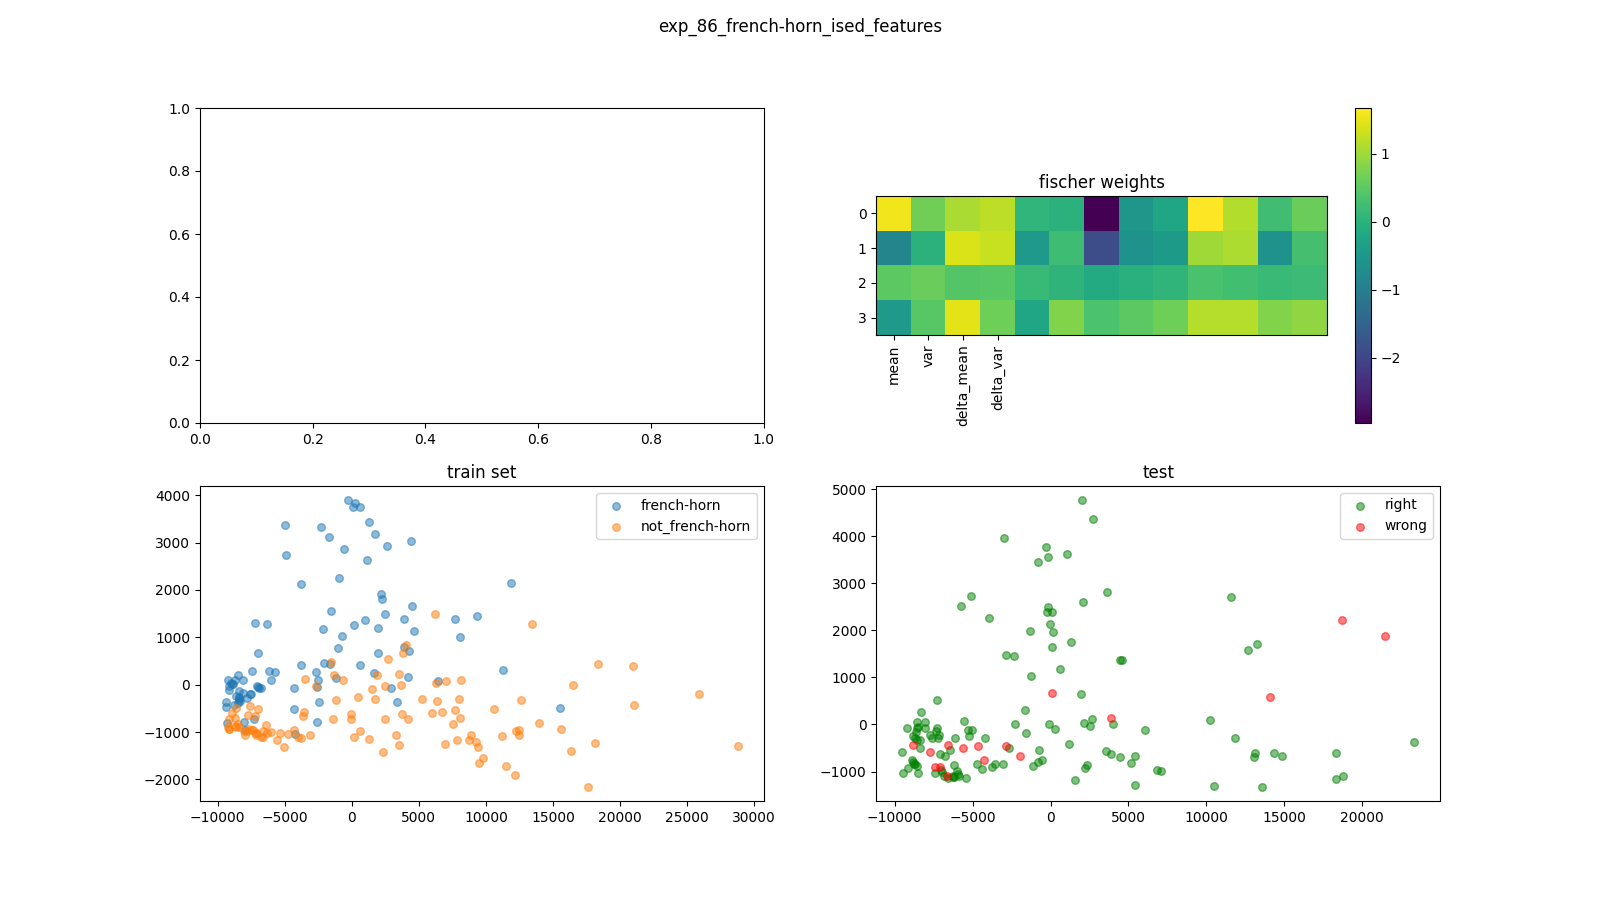 exp_86_french-horn_ised_features
1.0
0.8
0.6
0.4
0.2
0.0
0.0 0.2 0.4 0.6 0.8 1.0
fischer weights
0
1
2
3
mean var delta_mean delta_var
1
0
−1
−2
train set
4000
3000
2000
1000
0
−1000
−2000
−10000 −5000 0 5000 10000 15000 20000 25000 30000
french-horn
not_french-horn
test
5000
4000
3000
2000
1000
0
−1000
−10000 −5000 0 5000 10000 15000 20000
right
wrong